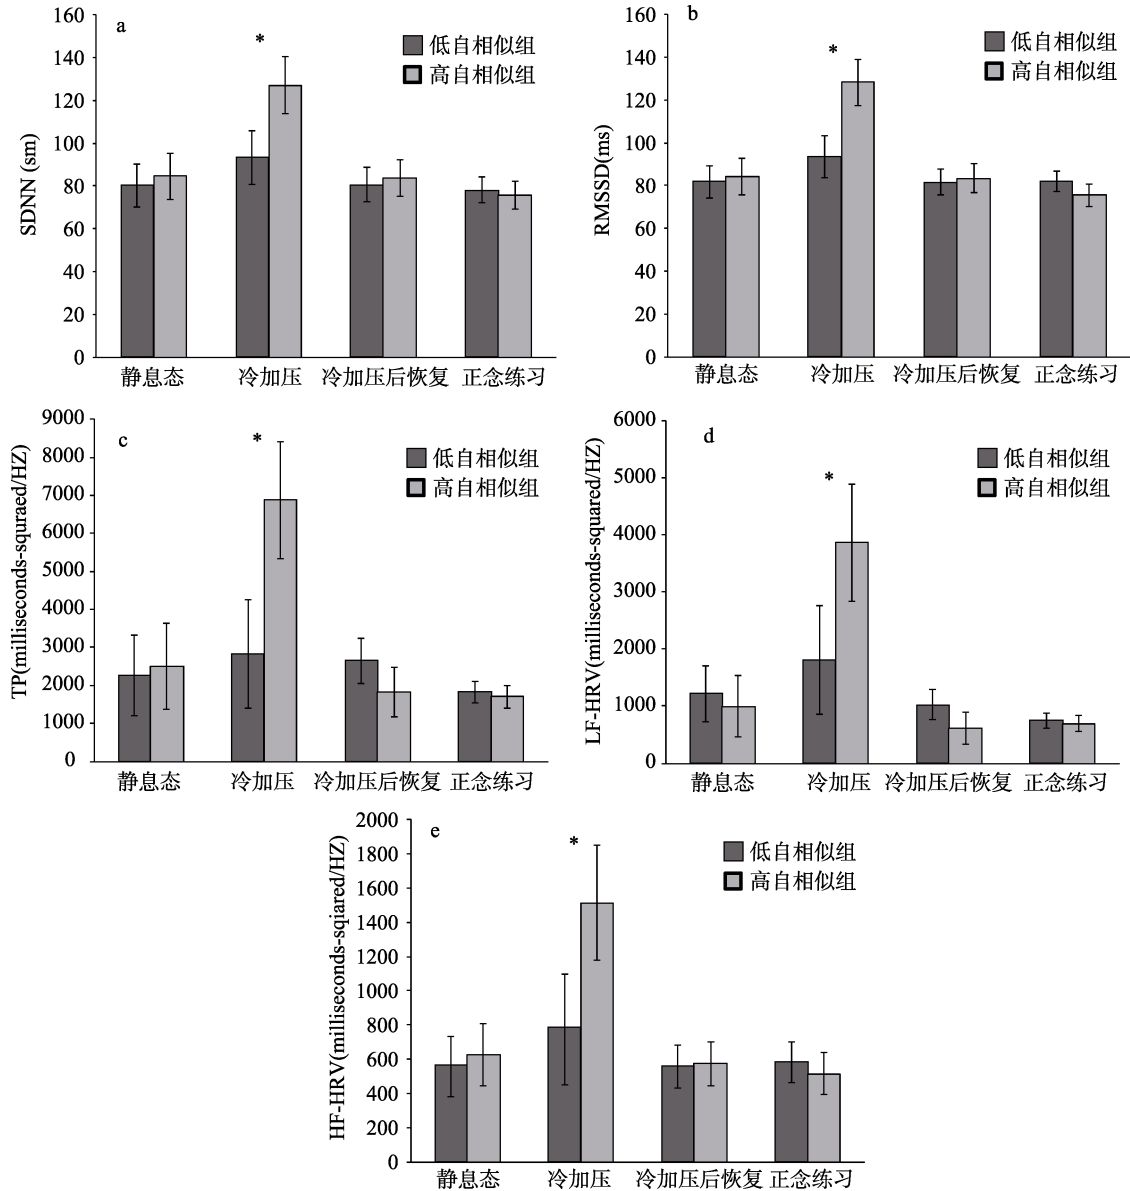 a
SDNN (sm)
160
140
120
100
80
60
40
20
0
*
低自相似组
高自相似组
静息态 冷加压 冷加压后恢复 正念练习
b
RMSSD(ms)
160
140
120
100
80
60
40
20
0
*
低自相似组
高自相似组
静息态 冷加压 冷加压后恢复 正念练习
c
TP(milliseconds-squraed/HZ)
9000
8000
7000
6000
5000
4000
3000
2000
1000
0
*
低自相似组
高自相似组
静息态 冷加压 冷加压后恢复 正念练习
d
LF-HRV(milliseconds-squared/HZ)
6000
5000
4000
3000
2000
1000
0
*
低自相似组
高自相似组
静息态 冷加压 冷加压后恢复 正念练习
e
HF-HRV(milliseconds-sqiared/HZ)
2000
1800
1600
1400
1200
1000
800
600
400
200
0
*
低自相似组
高自相似组
静息态 冷加压 冷加压后恢复 正念练习